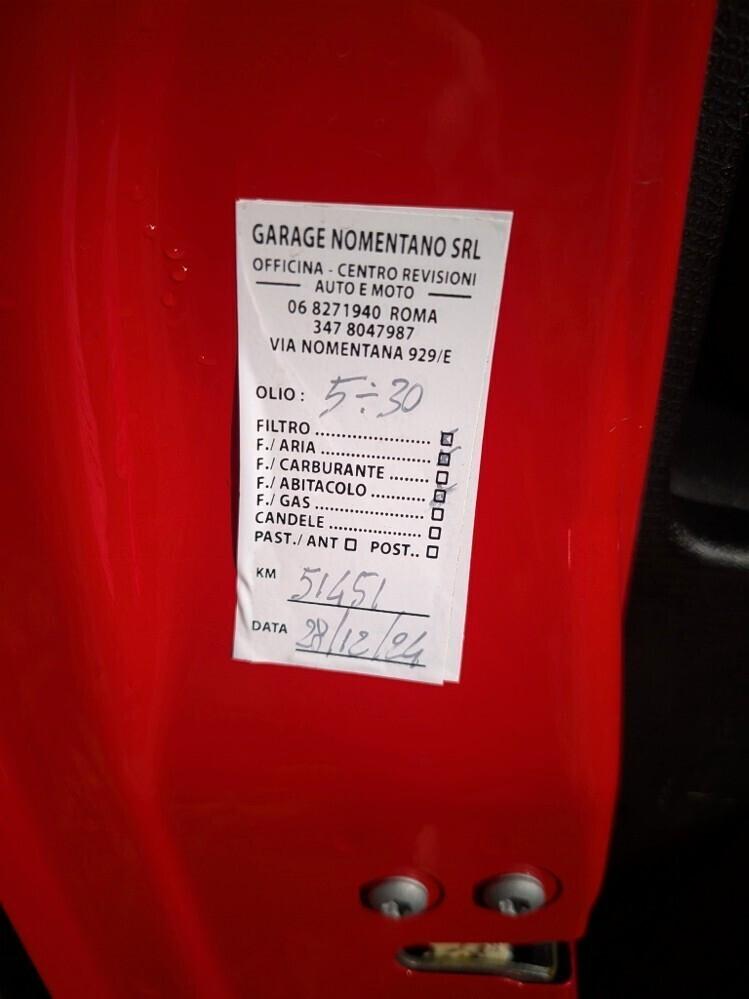 GARAGE NOMENTANO SRL
OFFICINA - CENTRO REVISIONI
AUTO E MOTO
06 8271940 ROMA
347 8047987
VIA NOMENTANA 929/E
OLIO : 5÷30
FILTRO ...................... ☑
F./ ARIA ..................... ☑
F./ CARBURANTE ........ ☐
F./ ABITACOLO ........... ☑
F./ GAS ...................... ☐
CANDELE .................. ☐
PAST./ ANT ☐ POST.. ☐
KM 51451
DATA 28/12/24